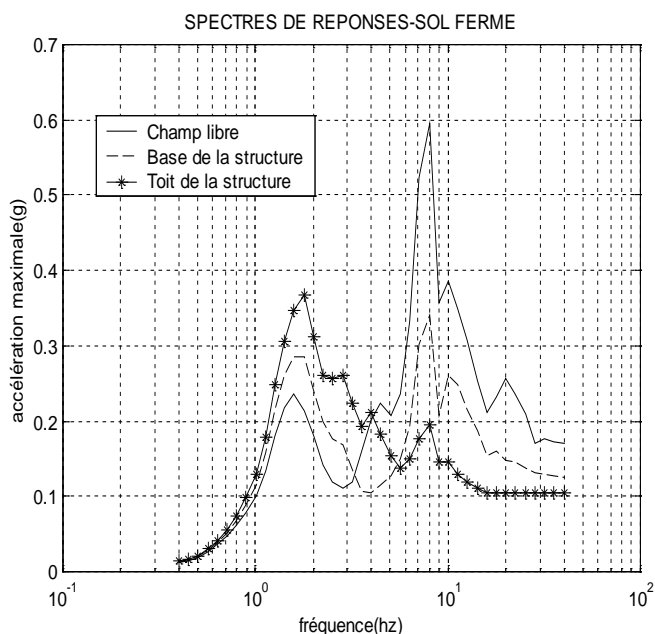 SPECTRES DE REPONSES-SOL FERME
0.7
0.6
0.5
0.4
0.3
0.2
0.1
0
accélération maximale(g)
Champ libre
Base de la structure
Toit de la structure
10^-1
10^0
10^1
10^2
fréquence(hz)